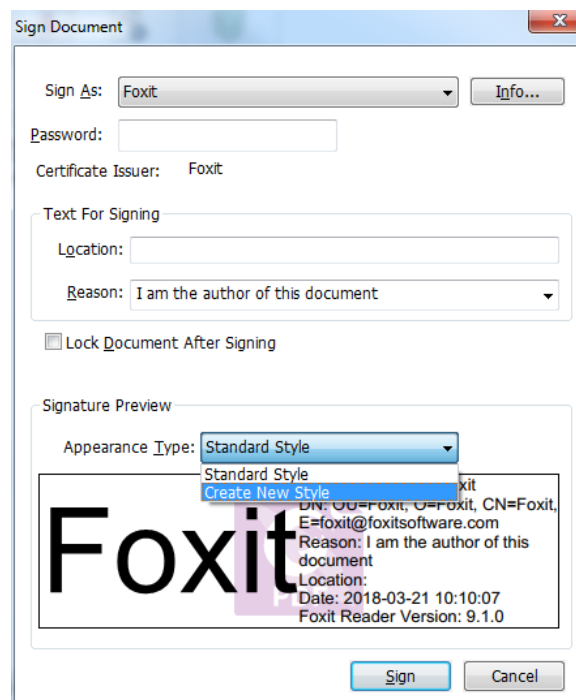 Sign Document
Sign As: Foxit Info...
Password:
Certificate Issuer: Foxit
Text For Signing
Location:
Reason: I am the author of this document
Lock Document After Signing
Signature Preview
Appearance Type: Standard Style
Standard Style
Create New Style
Foxit
xit
DN: OU=Foxit, O=Foxit, CN=Foxit,
E=foxit@foxitsoftware.com
Reason: I am the author of this
document
Location:
Date: 2018-03-21 10:10:07
Foxit Reader Version: 9.1.0
PDF
Sign Cancel